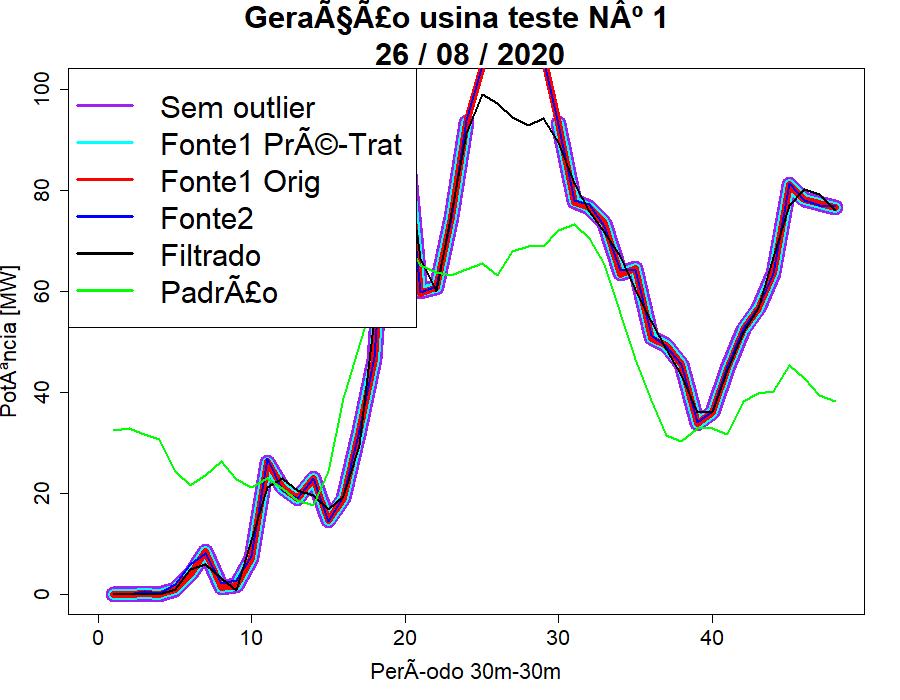 GeraÃ§Ã£o usina teste NÂº 1
26 / 08 / 2020
PotÃªncia [MW]
100
80
60
40
20
0
Sem outlier
Fonte1 PrÃ©-Trat
Fonte1 Orig
Fonte2
Filtrado
PadrÃ£o
0 10 20 30 40
PerÃ-odo 30m-30m